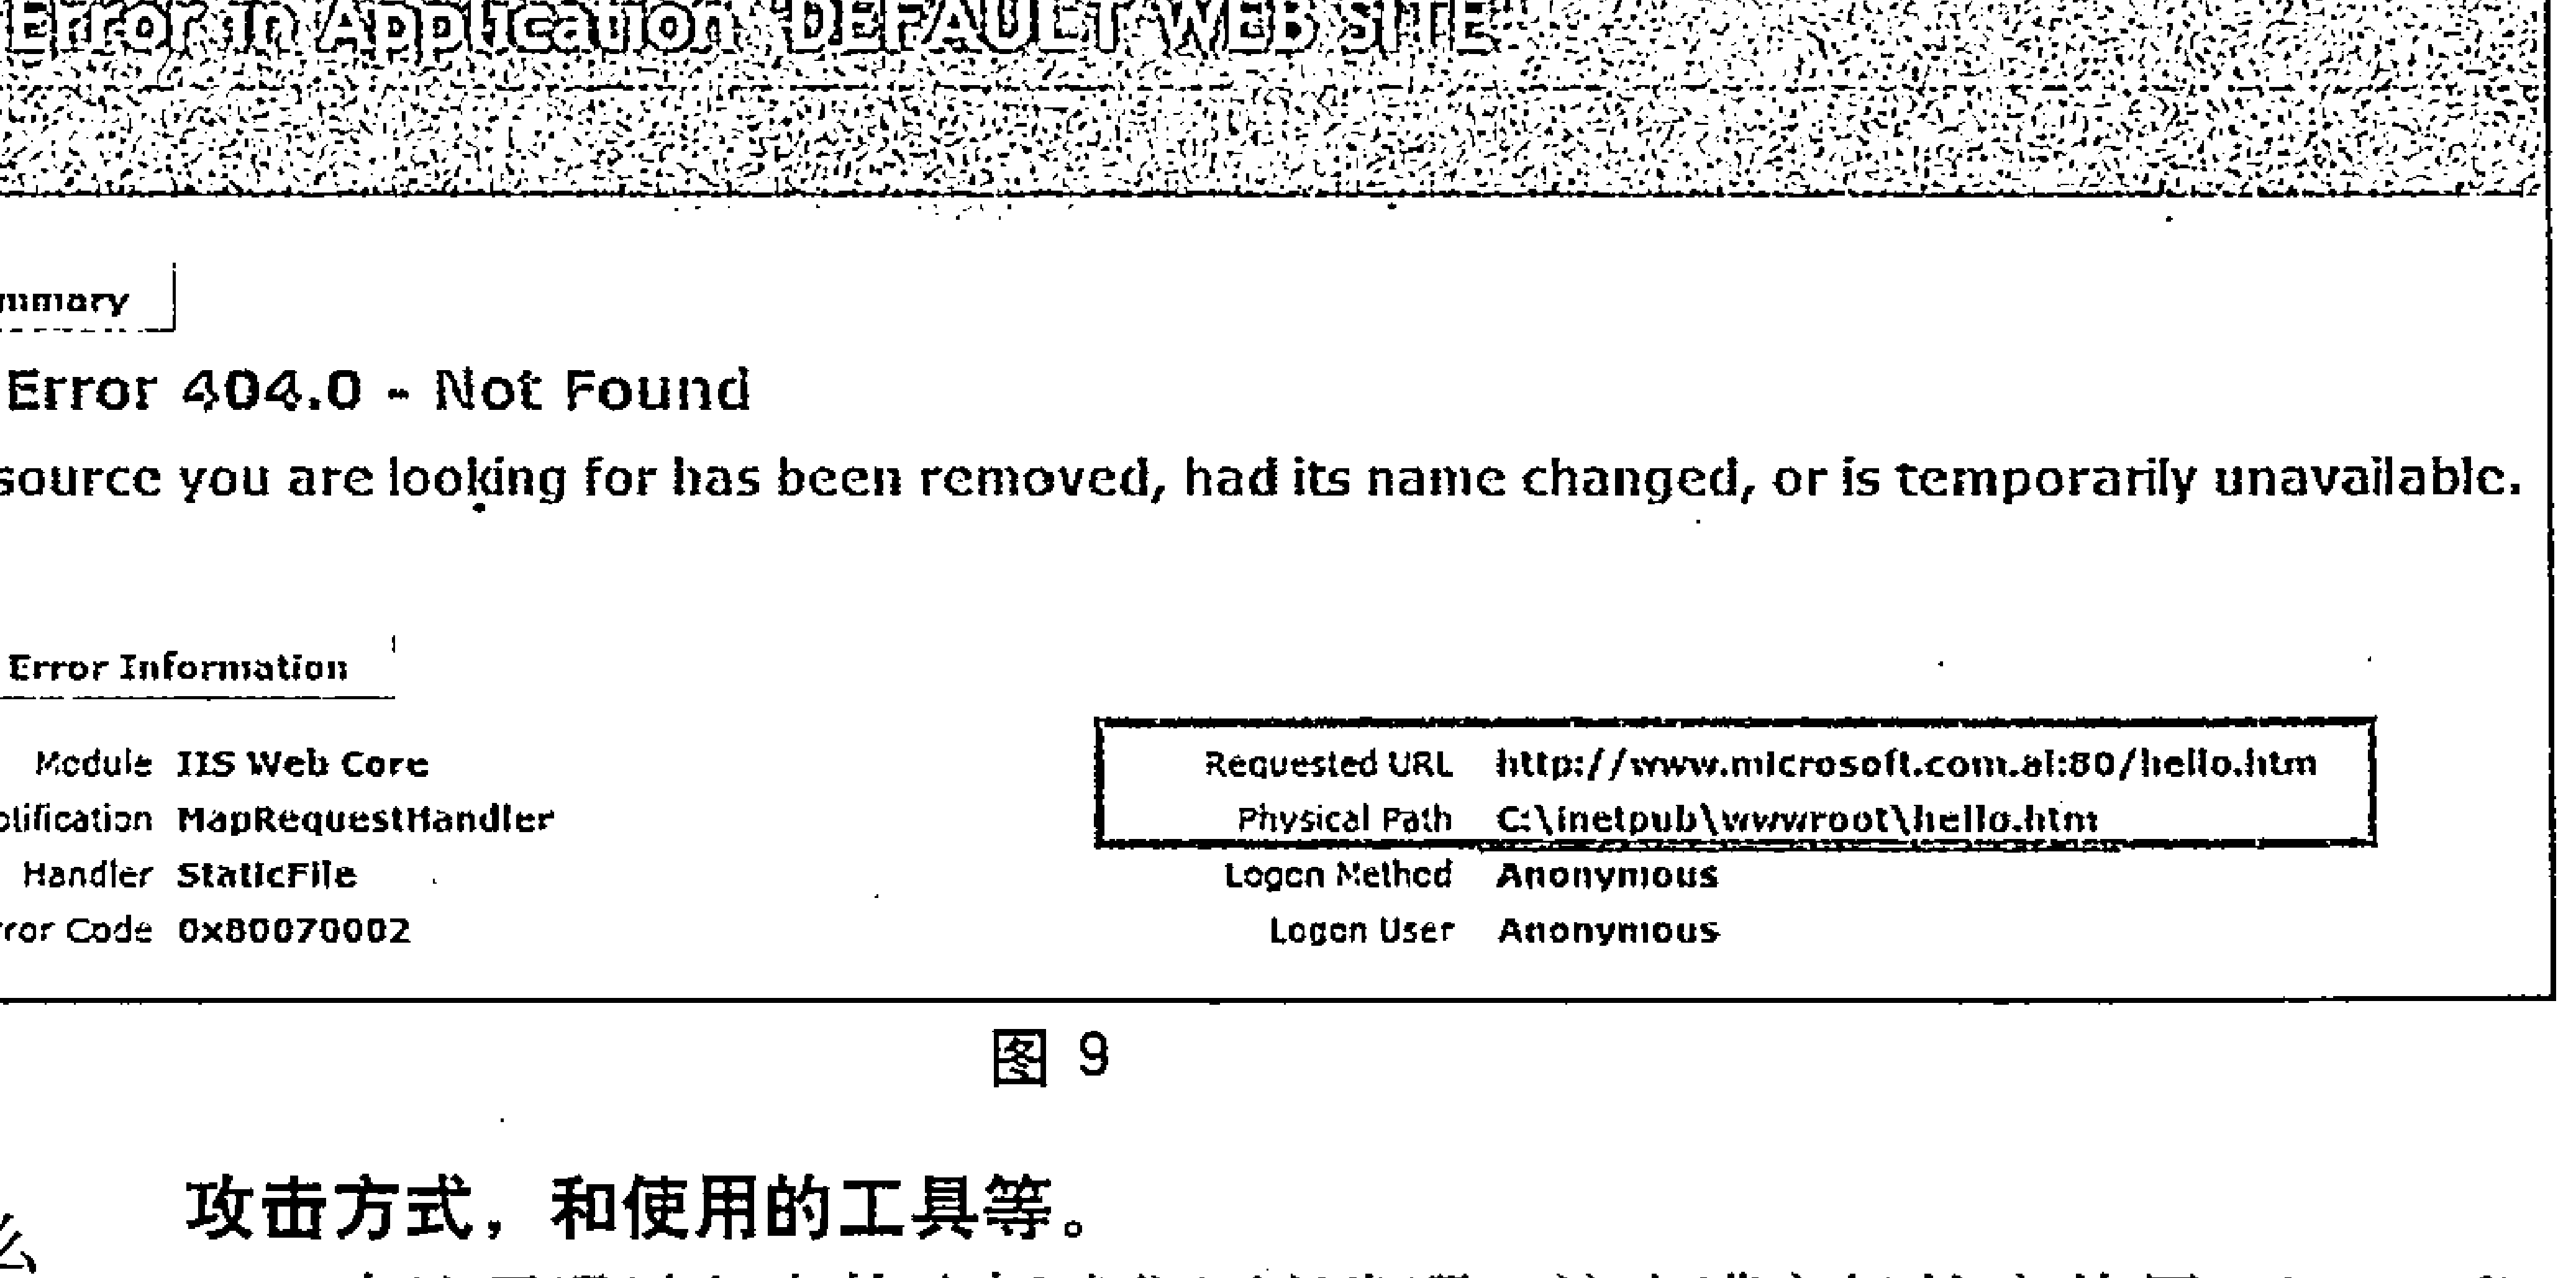 Error in Application "DEFAULT WEB SITE"
mmary
Error 404.0 - Not Found
source you are looking for has been removed, had its name changed, or is temporarily unavailable.
Error Information
Module IIS Web Core
otification MapRequestHandler
Handler StaticFile
rror Code 0x80070002
Requested URL http://www.microsoft.com.al:80/hello.htm
Physical Path C:\inetpub\wwwroot\hello.htm
Logon Method Anonymous
Logon User Anonymous
图 9
么
攻击方式，和使用的工具等。